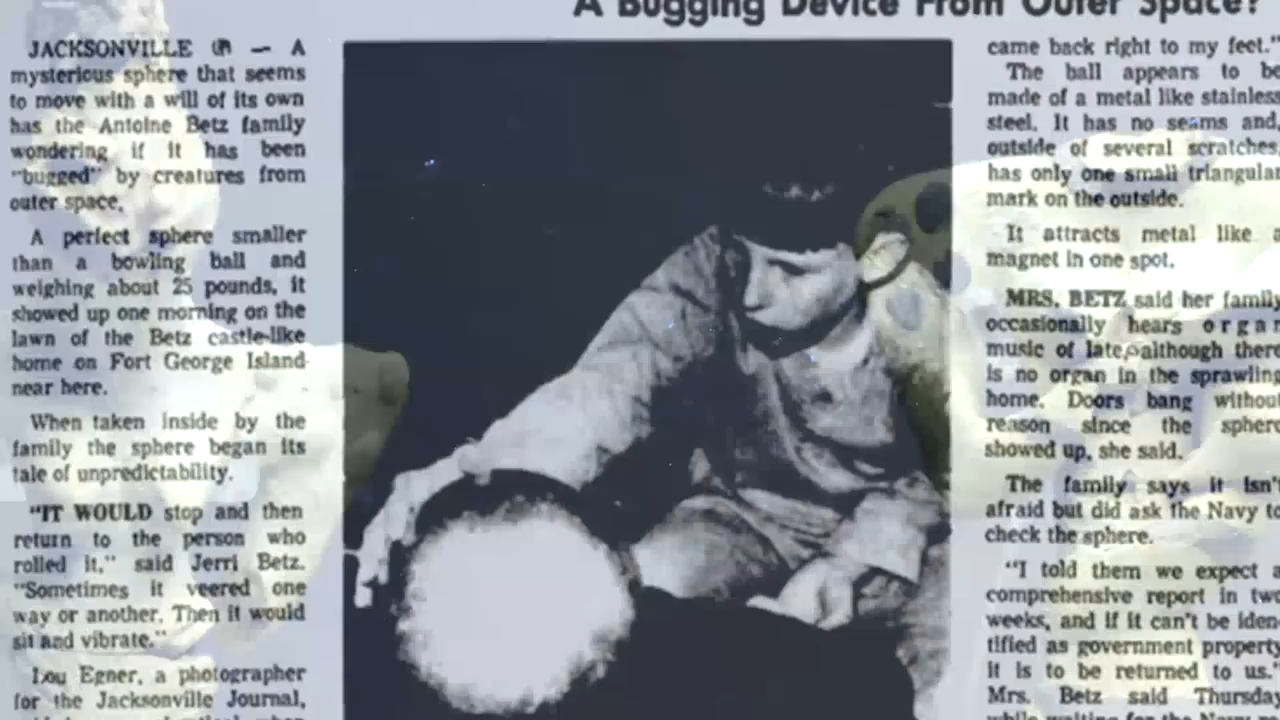 A Bugging Device From Outer Space?
JACKSONVILLE — A
mysterious sphere that seems
to move with a will of its own
has the Antoine Betz family
wondering if it has been
"bugged" by creatures from
outer space.
A perfect sphere smaller
than a bowling ball and
weighing about 25 pounds, it
showed up one morning on the
lawn of the Betz castle-like
home on Fort George Island
near here.
When taken inside by the
family the sphere began its
tale of unpredictability.
"IT WOULD stop and then
return to the person who
rolled it," said Jerri Betz.
"Sometimes it veered one
way or another. Then it would
sit and vibrate."
Lou Egner, a photographer
for the Jacksonville Journal,
came back right to my feet."
The ball appears to be
made of a metal like stainless
steel. It has no seams and,
outside of several scratches,
has only one small triangular
mark on the outside.
It attracts metal like a
magnet in one spot.
MRS. BETZ said her family
occasionally hears orga
music of late, although there
is no organ in the sprawling
home. Doors bang without
reason since the sphere
showed up, she said.
The family says it isn't
afraid but did ask the Navy to
check the sphere.
"I told them we expect a
comprehensive report in two
weeks, and if it can't be iden-
tified as government property
it is to be returned to us."
Mrs. Betz said Thursday
while waiting for the Navy